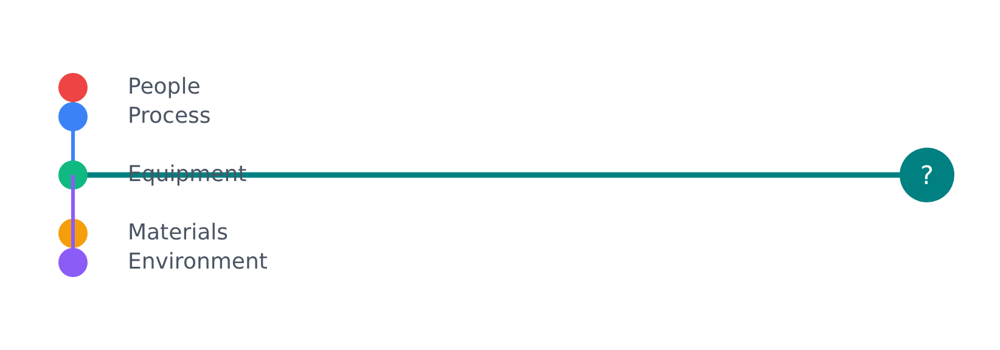 People
Process
Equipment
?
Materials
Environment